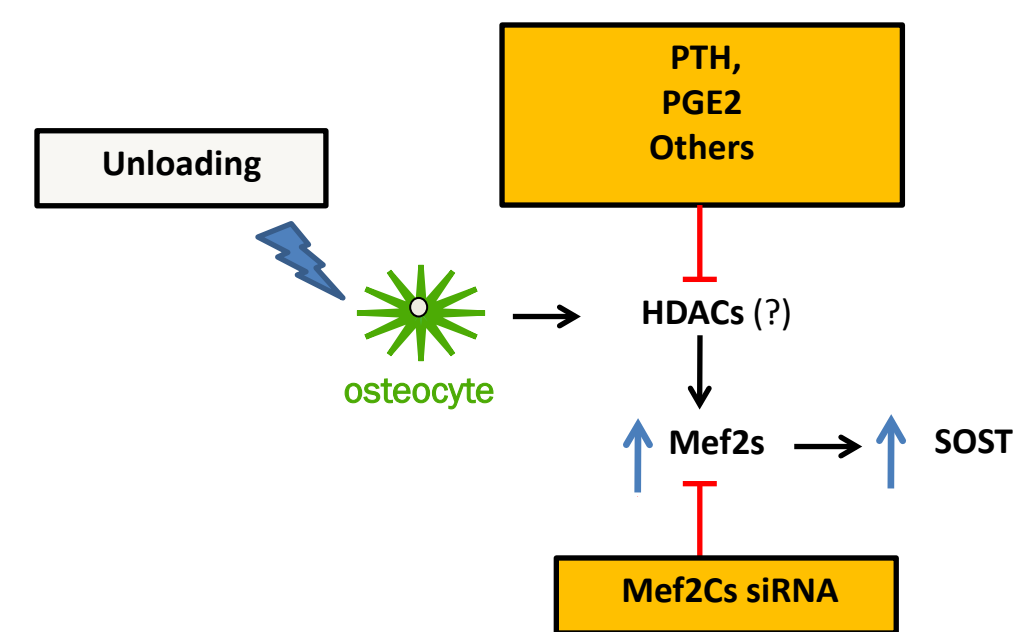 PTH,
PGE2
Others
Unloading
HDACs (?)
osteocyte
Mef2s
SOST
Mef2Cs siRNA